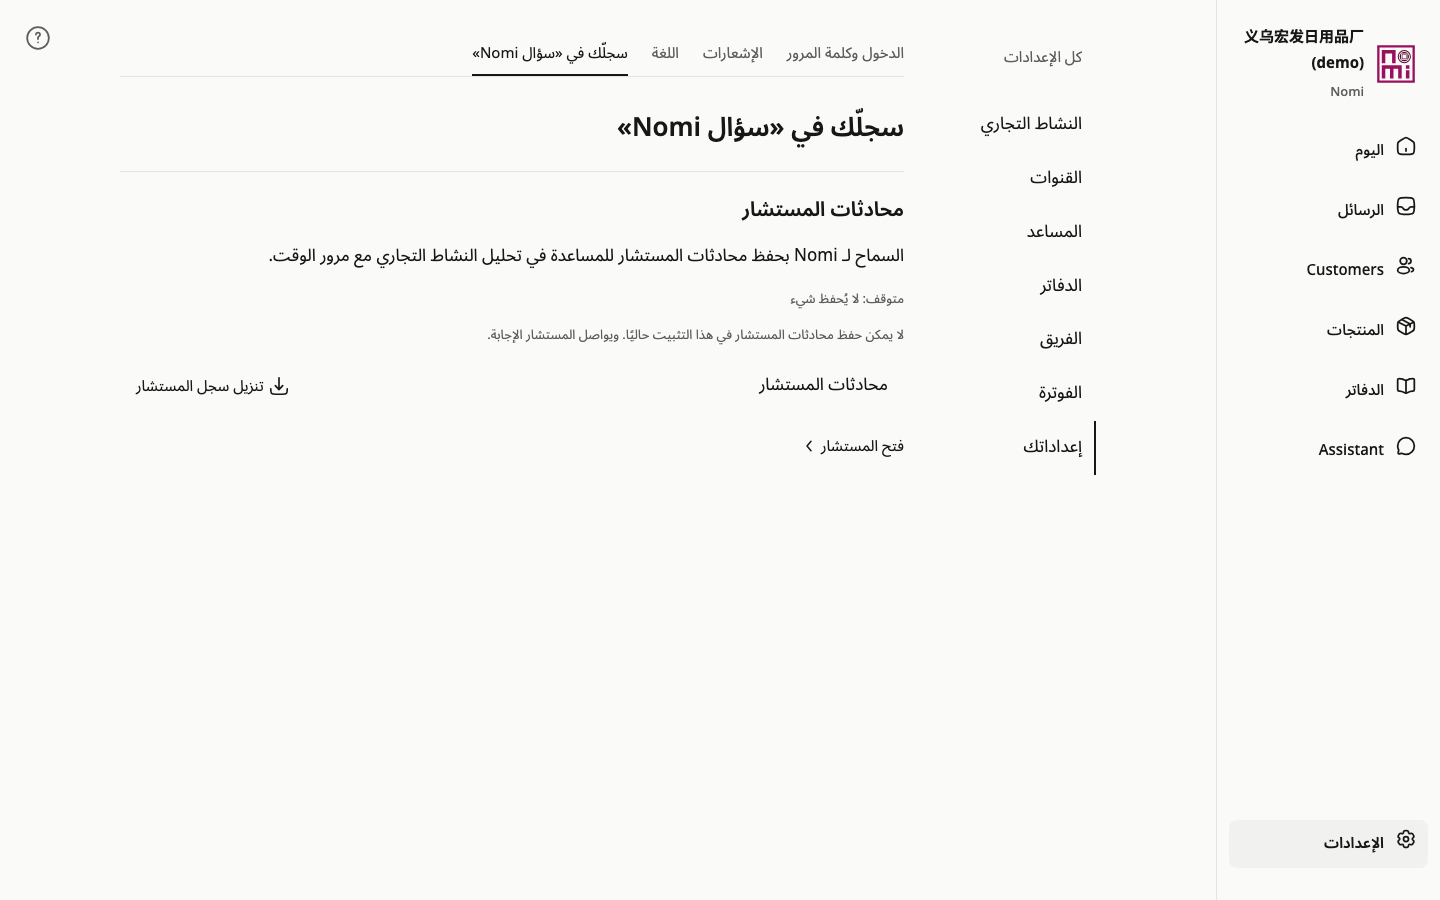 义乌宏发日用品厂
(demo)
Nomi
اليوم
الرسائل
Customers
المنتجات
الدفاتر
Assistant
الإعدادات
كل الإعدادات
النشاط التجاري
القنوات
المساعد
الدفاتر
الفريق
الفوترة
إعداداتك
الدخول وكلمة المرور
الإشعارات
اللغة
سجلّك في «سؤال Nomi»
سجلّك في «سؤال Nomi»
محادثات المستشار
السماح لـ Nomi بحفظ محادثات المستشار للمساعدة في تحليل النشاط التجاري مع مرور الوقت.
متوقف: لا يُحفظ شيء
لا يمكن حفظ محادثات المستشار في هذا التثبيت حاليًا. ويواصل المستشار الإجابة.
محادثات المستشار
تنزيل سجل المستشار
فتح المستشار